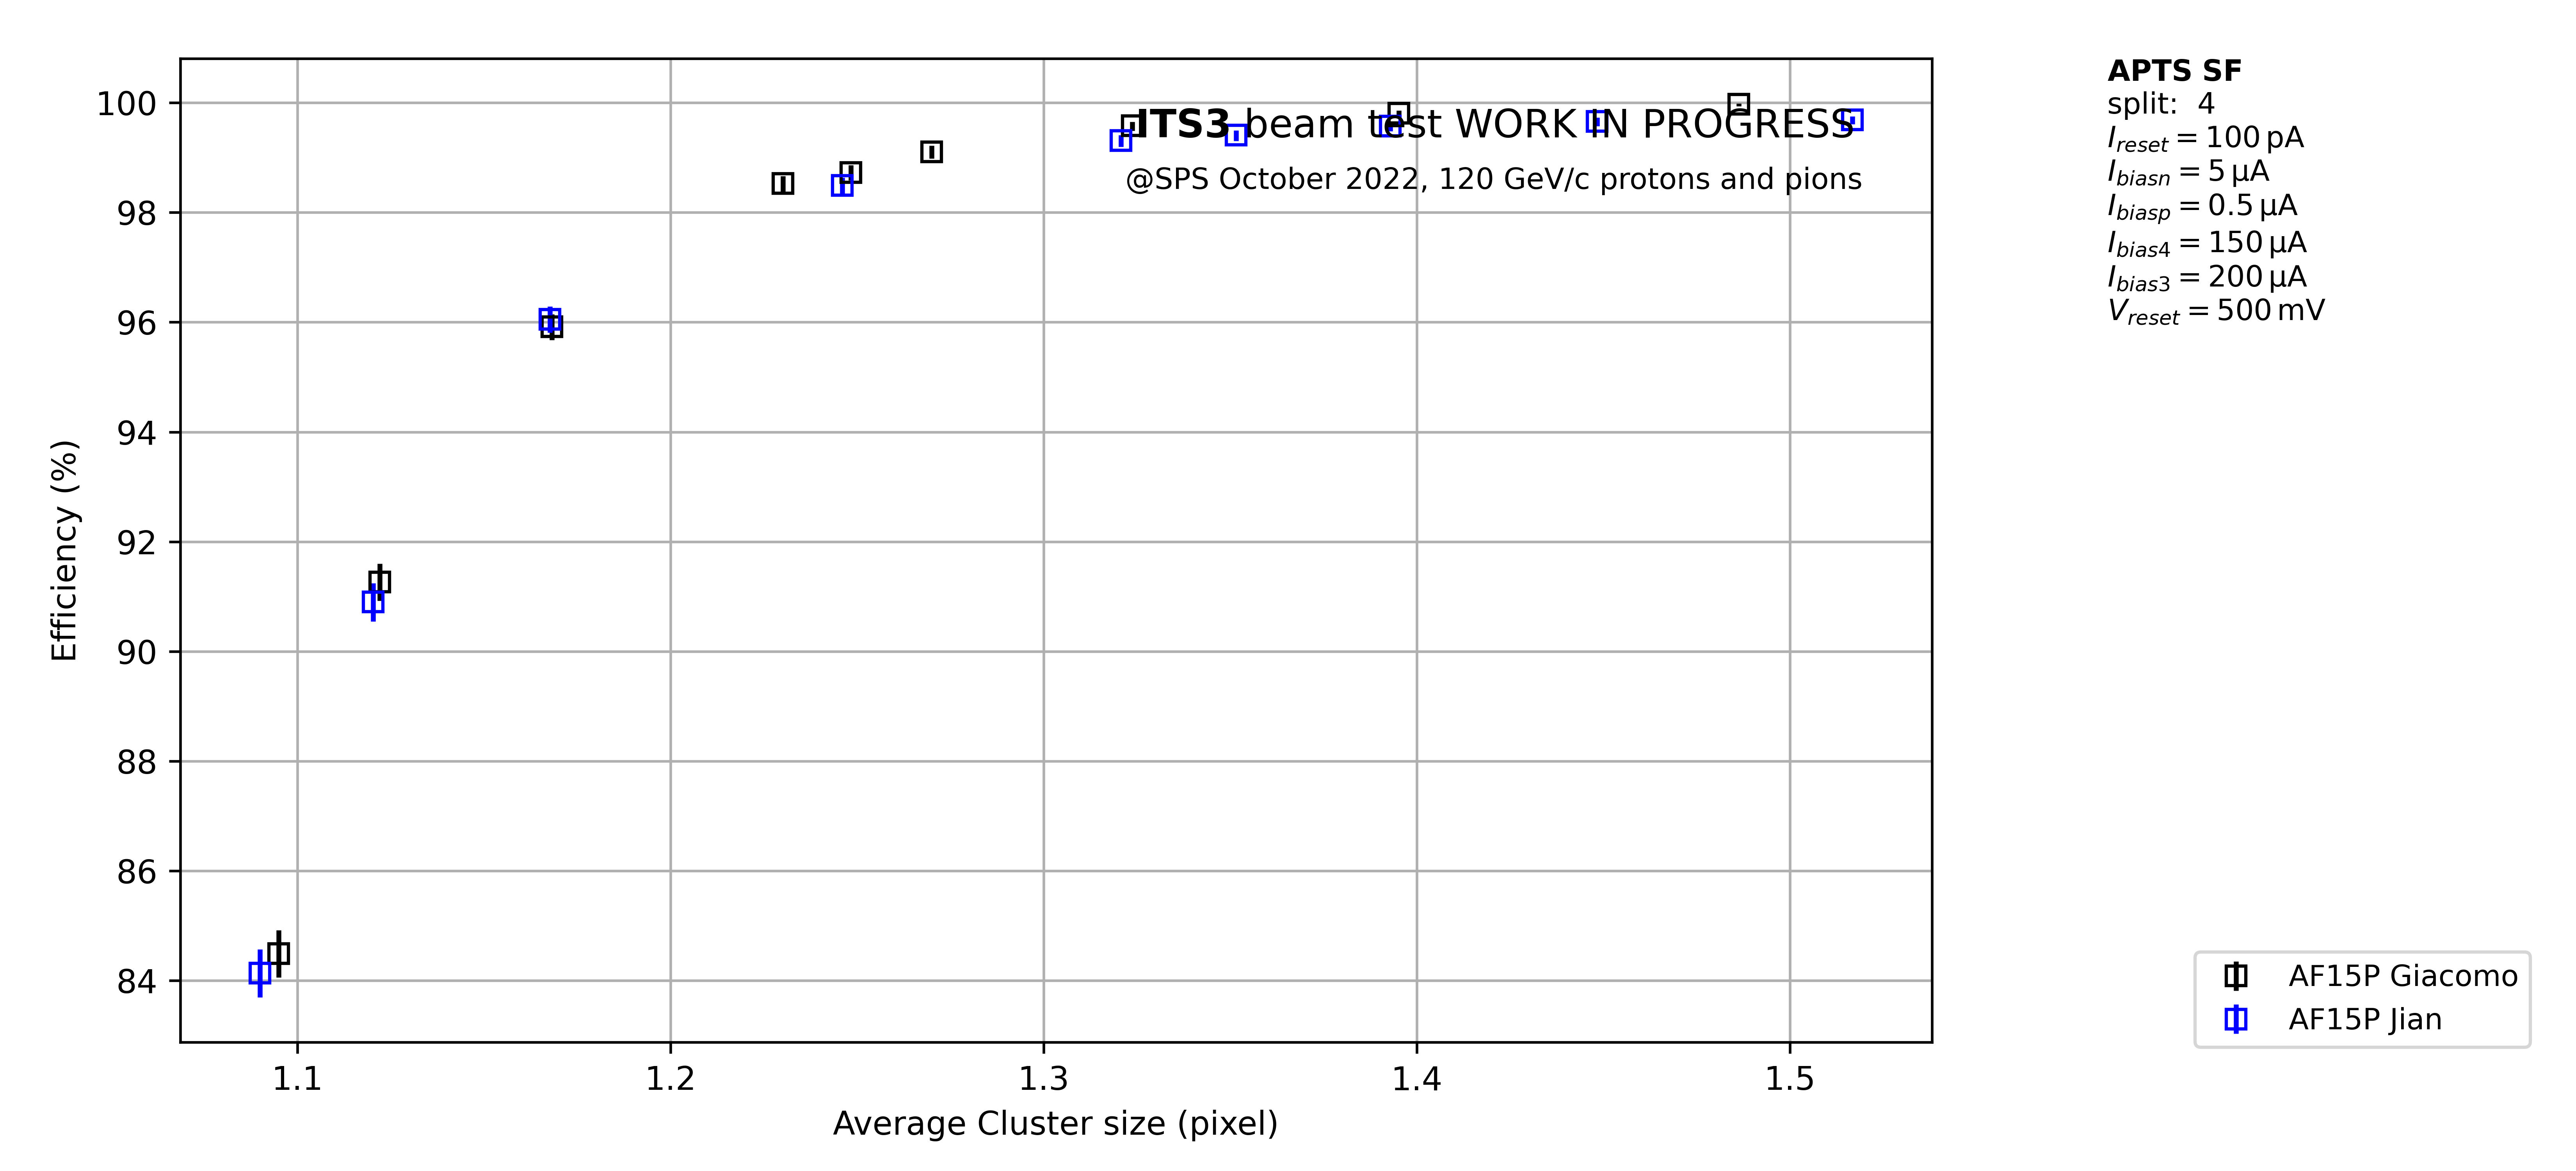 100
98
96
94
92
90
88
86
84
Efficiency (%)
1.1 1.2 1.3 1.4 1.5
Average Cluster size (pixel)
ITS3 beam test WORK IN PROGRESS
@SPS October 2022, 120 GeV/c protons and pions
APTS SF
split: 4
I_reset = 100 pA
I_biasn = 5 µA
I_biasp = 0.5 µA
I_bias4 = 150 µA
I_bias3 = 200 µA
V_reset = 500 mV
AF15P Giacomo
AF15P Jian